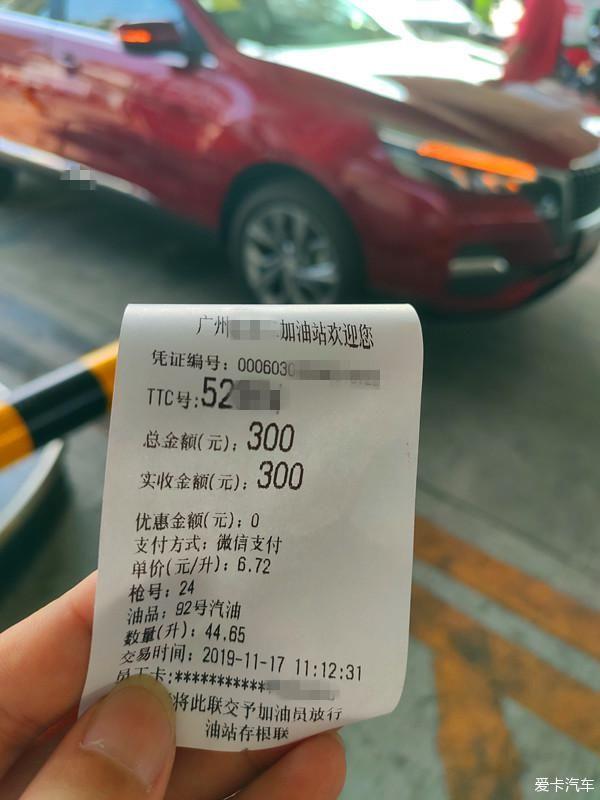 广州 加油站欢迎您
凭证编号: 0006030
TTC号:52
总金额(元): 300
实收金额(元): 300
优惠金额(元): 0
支付方式: 微信支付
单价(元/升): 6.72
枪号: 24
油品: 92号汽油
数量(升): 44.65
交易时间: 2019-11-17 11:12:31
员工卡:***********
将此联交予加油员放行
油站存根联
爱卡汽车